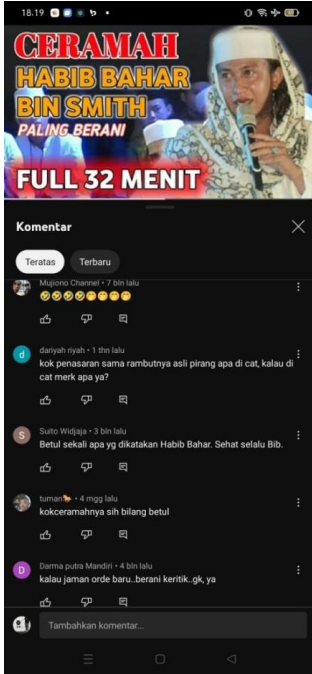 18.19
CERAMAH
HABIB BAHAR
BIN SMITH
PALING BERANI
FULL 32 MENIT
Komentar
Teratas Terbaru
Mujiono Channel • 7 bln lalu
🤣🤣🤣🤣🤭🤭🤭🤭
dariyah riyah • 1 thn lalu
kok penasaran sama rambutnya asli pirang apa di cat, kalau di
cat merk apa ya?
Suito Widjaja • 3 bln lalu
Betul sekali apa yg dikatakan Habib Bahar. Sehat selalu Bib.
tuman🐎 • 4 mgg lalu
kokceramahnya sih bilang betul
Darma putra Mandiri • 4 bln lalu
kalau jaman orde baru..berani keritik..gk, ya
Tambahkan komentar...